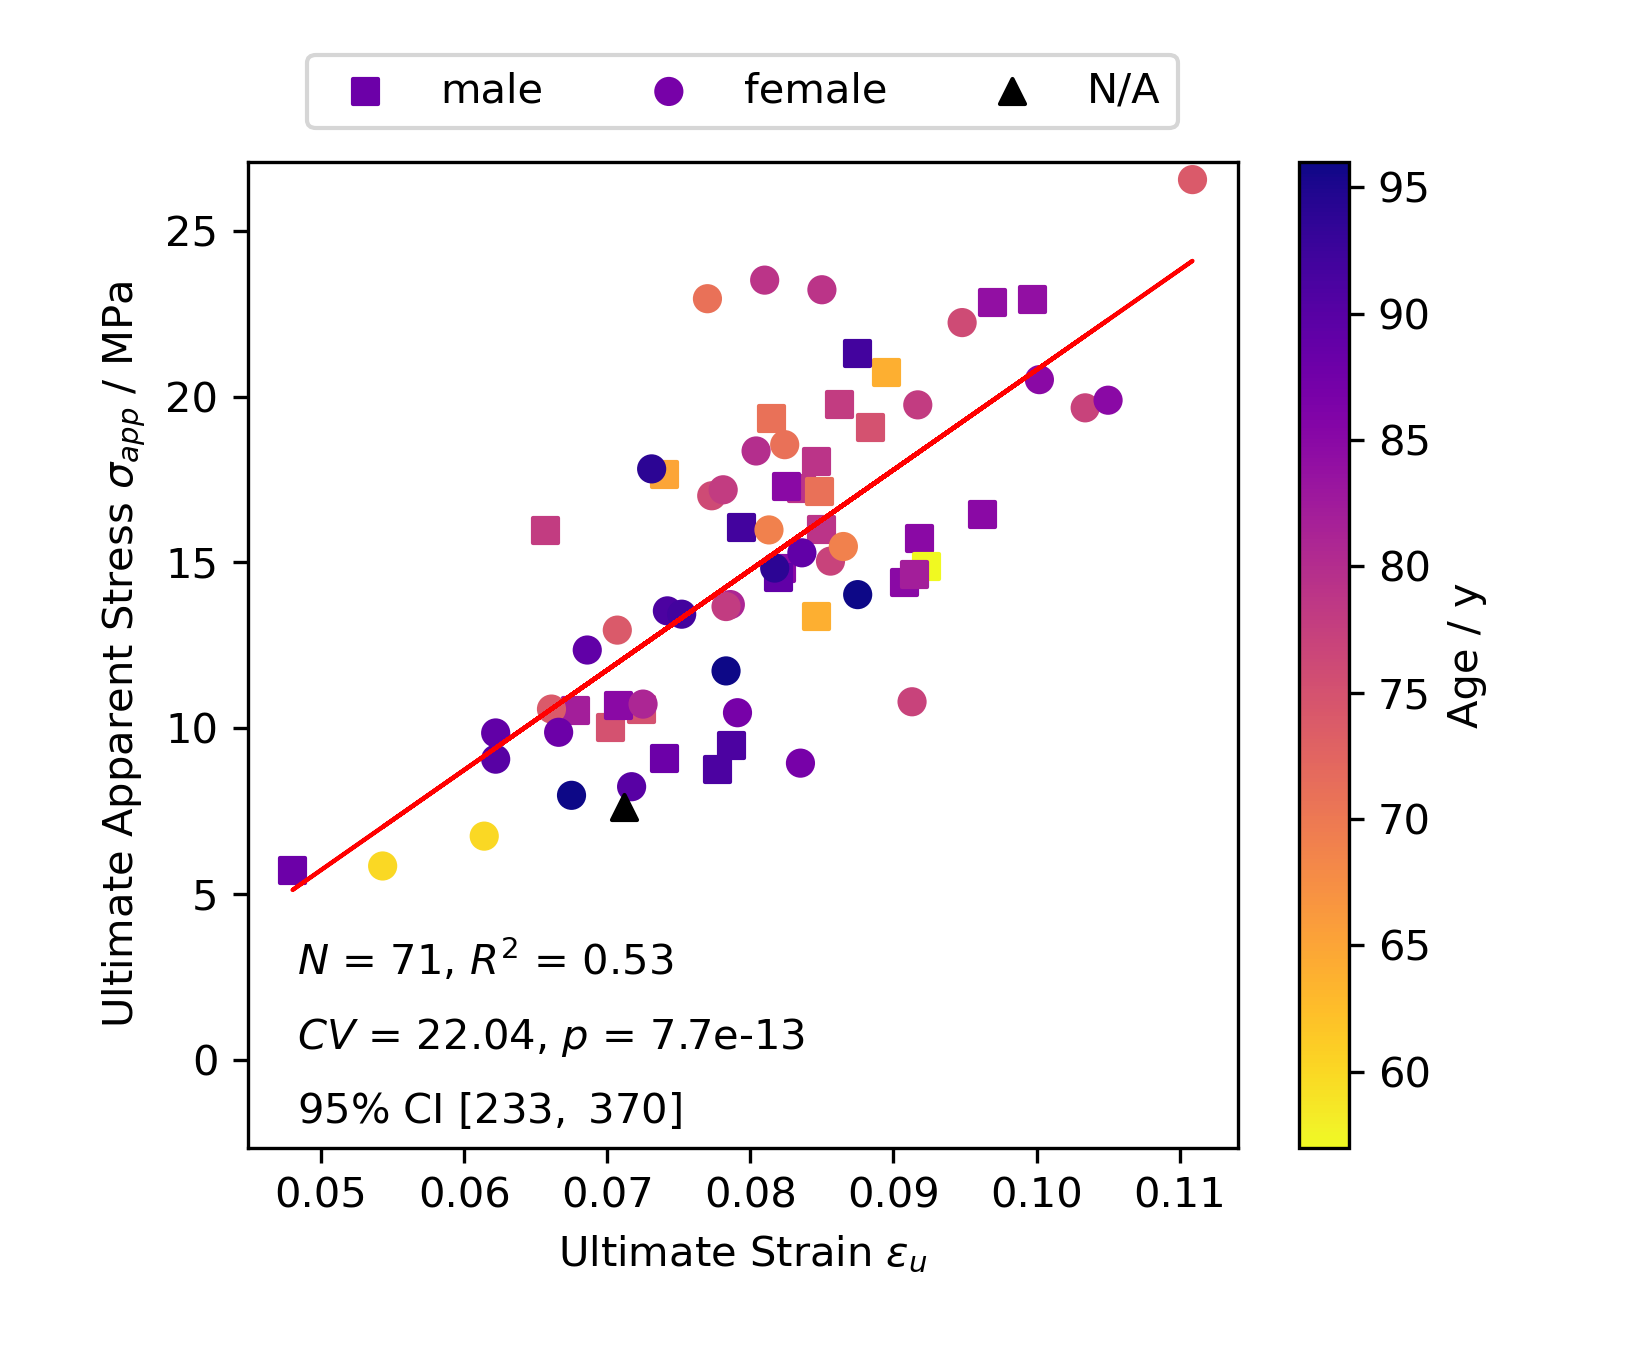 male female N/A
Ultimate Apparent Stress σapp / MPa
25
20
15
10
5
0
N = 71, R² = 0.53
CV = 22.04, p = 7.7e-13
95% CI [233, 370]
0.05 0.06 0.07 0.08 0.09 0.10 0.11
Ultimate Strain εu
95
90
85
80
75
70
65
60
Age / y